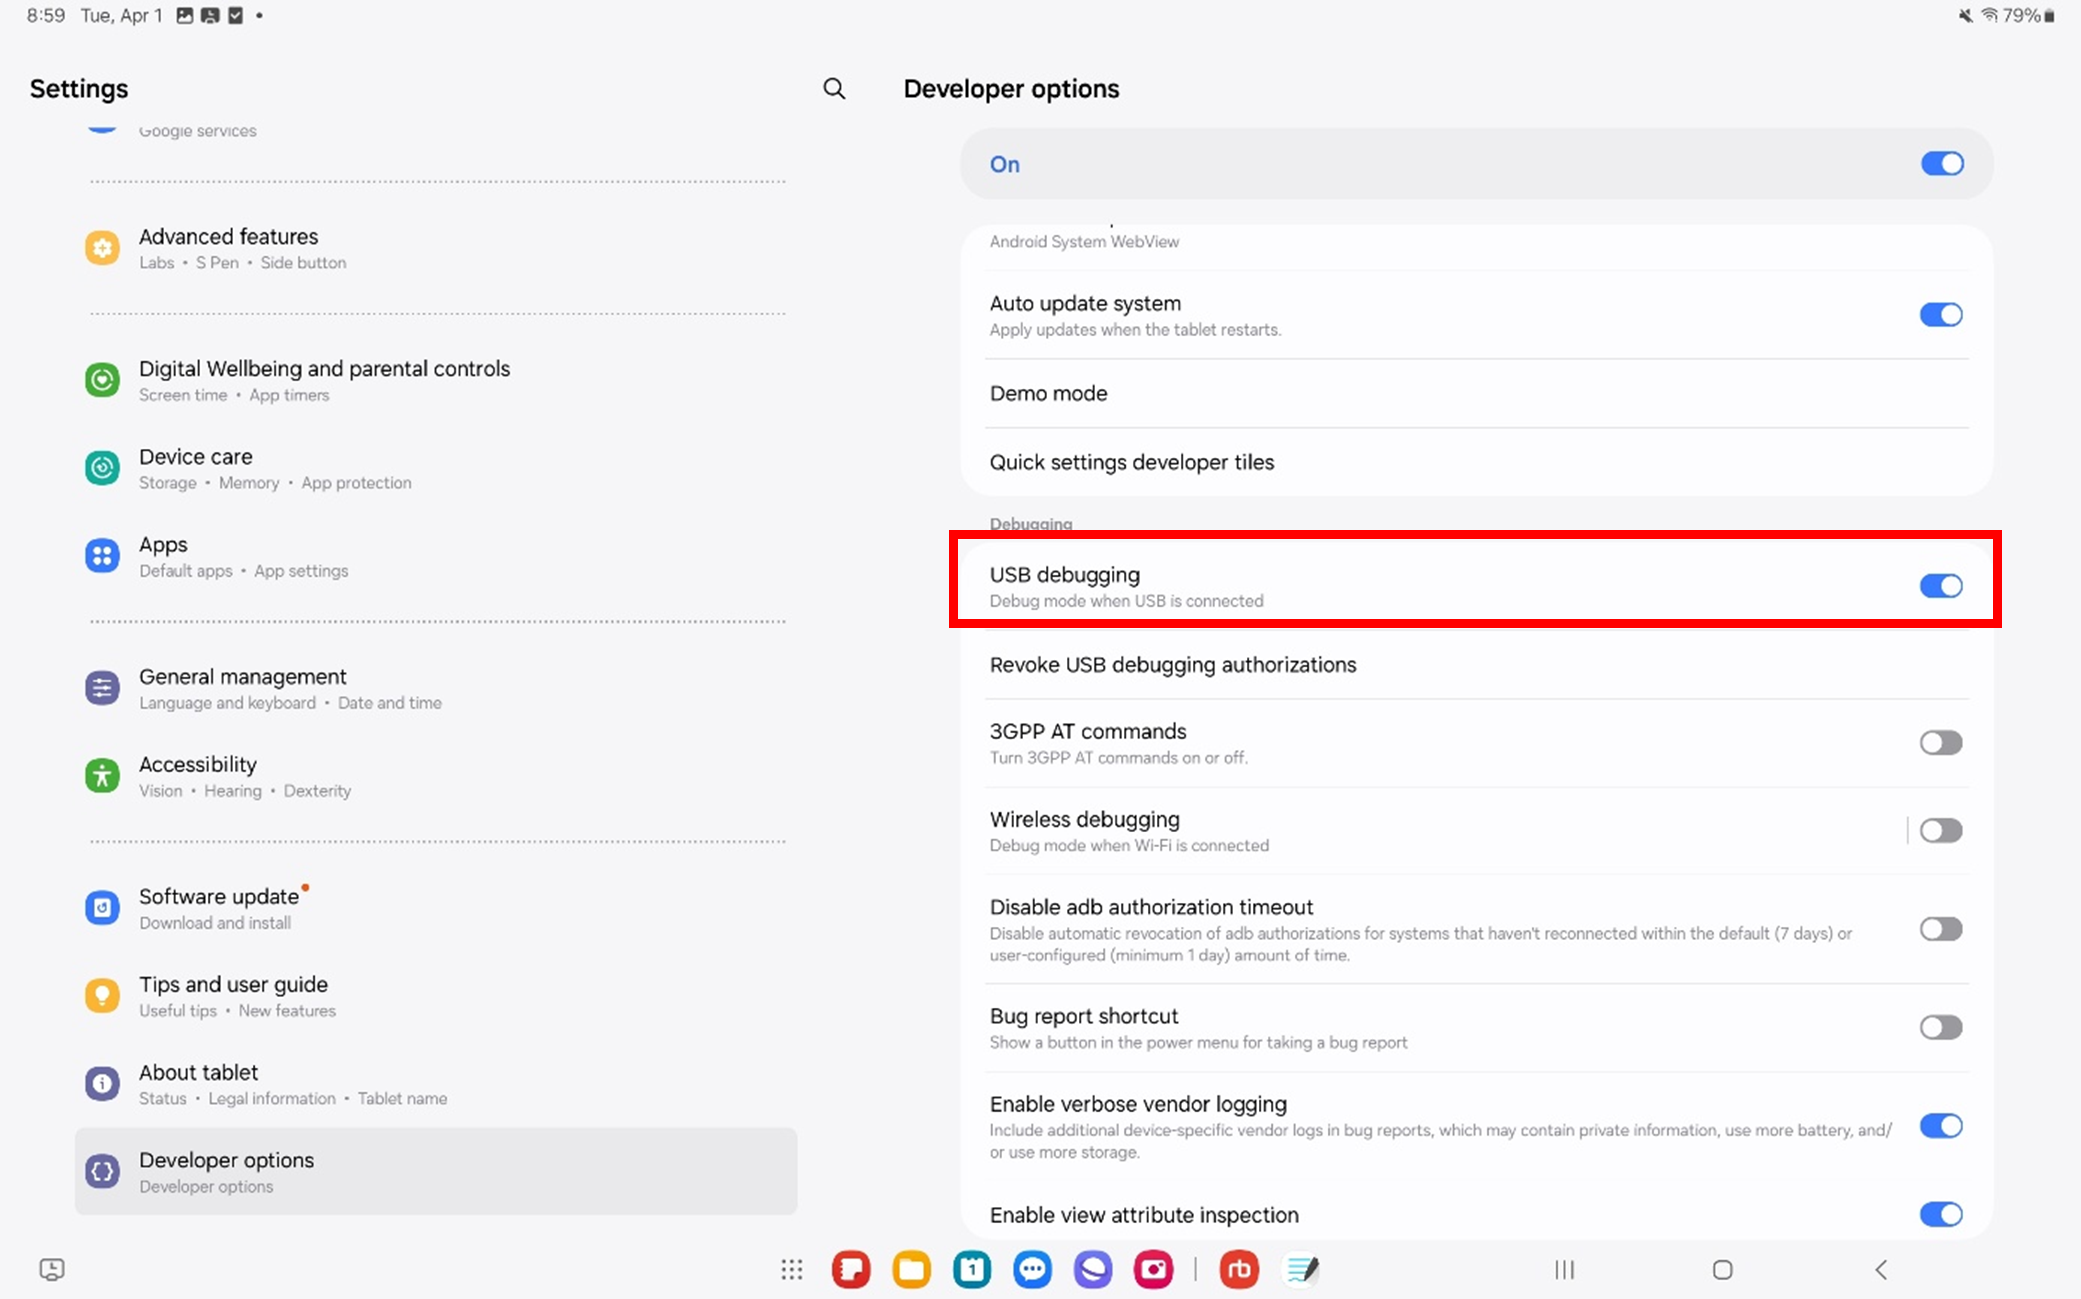 8:59 Tue, Apr 1
79%
Settings
Google services
Advanced features
Labs • S Pen • Side button
Digital Wellbeing and parental controls
Screen time • App timers
Device care
Storage • Memory • App protection
Apps
Default apps • App settings
General management
Language and keyboard • Date and time
Accessibility
Vision • Hearing • Dexterity
Software update
Download and install
Tips and user guide
Useful tips • New features
About tablet
Status • Legal information • Tablet name
Developer options
Developer options
Developer options
On
Android System WebView
Auto update system
Apply updates when the tablet restarts.
Demo mode
Quick settings developer tiles
Debugging
USB debugging
Debug mode when USB is connected
Revoke USB debugging authorizations
3GPP AT commands
Turn 3GPP AT commands on or off.
Wireless debugging
Debug mode when Wi-Fi is connected
Disable adb authorization timeout
Disable automatic revocation of adb authorizations for systems that haven't reconnected within the default (7 days) or
user-configured (minimum 1 day) amount of time.
Bug report shortcut
Show a button in the power menu for taking a bug report
Enable verbose vendor logging
Include additional device-specific vendor logs in bug reports, which may contain private information, use more battery, and/
or use more storage.
Enable view attribute inspection
1
rb